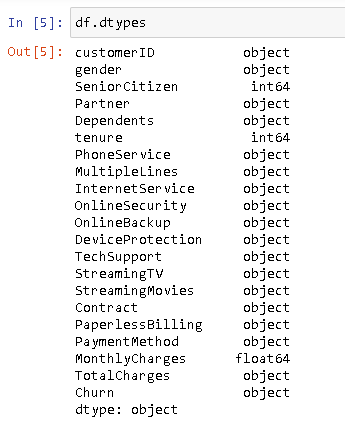 In [5]: df.dtypes
Out[5]: customerID object
gender object
SeniorCitizen int64
Partner object
Dependents object
tenure int64
PhoneService object
MultipleLines object
InternetService object
OnlineSecurity object
OnlineBackup object
DeviceProtection object
TechSupport object
StreamingTV object
StreamingMovies object
Contract object
PaperlessBilling object
PaymentMethod object
MonthlyCharges float64
TotalCharges object
Churn object
dtype: object